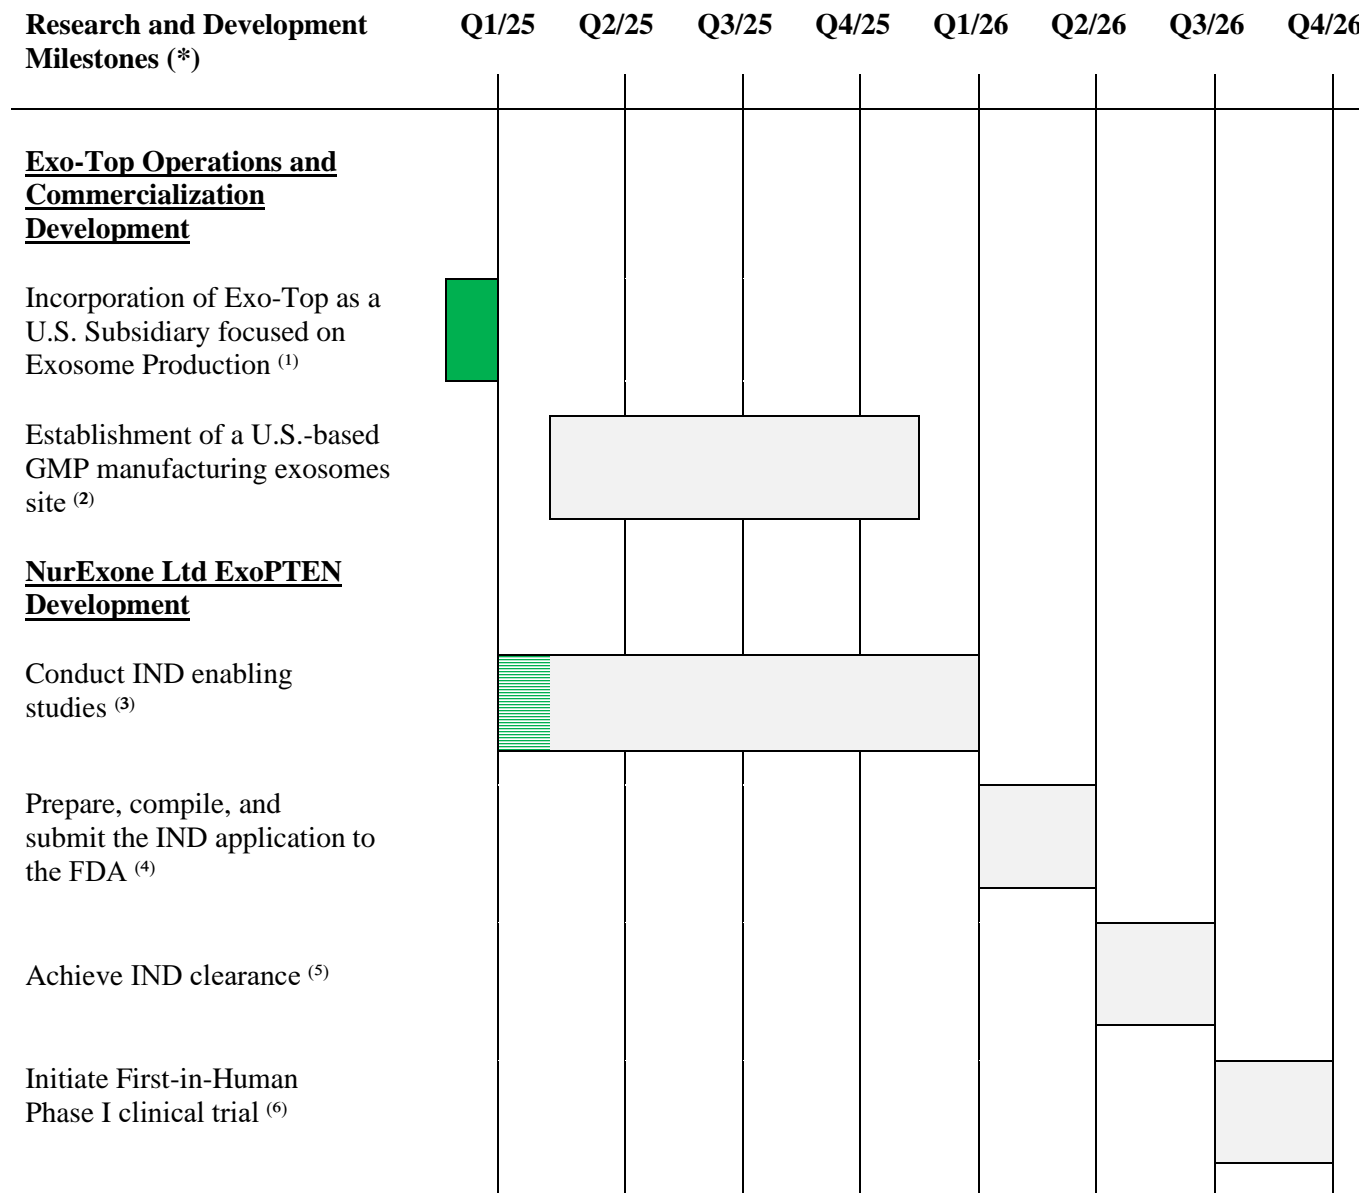 Research and Development Q1/25 Q2/25 Q3/25 Q4/25 Q1/26 Q2/26 Q3/26 Q4/26
Milestones (*)
Exo-Top Operations and
Commercialization
Development
Incorporation of Exo-Top as a
U.S. Subsidiary focused on
Exosome Production (1)
Establishment of a U.S.-based
GMP manufacturing exosomes
site (2)
NurExone Ltd ExoPTEN
Development
Conduct IND enabling
studies (3)
Prepare, compile, and
submit the IND application to
the FDA (4)
Achieve IND clearance (5)
Initiate First-in-Human
Phase I clinical trial (6)